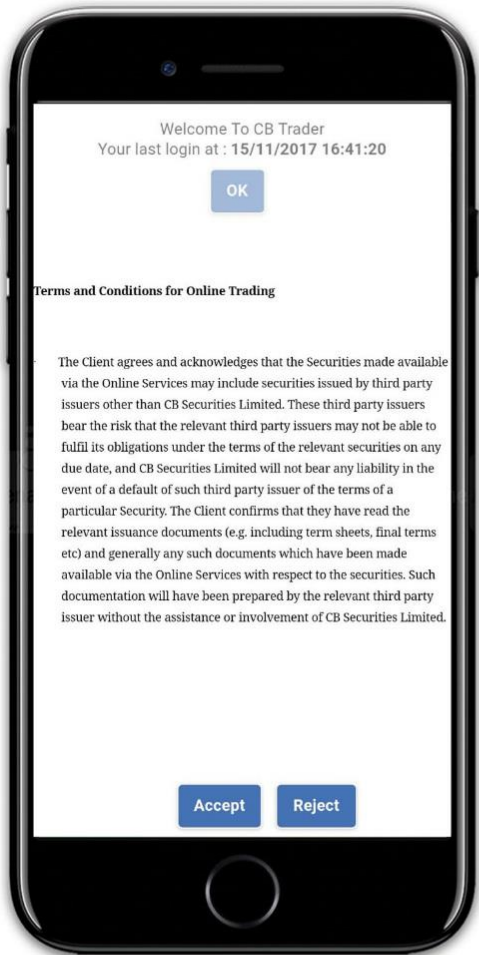 Welcome To CB Trader
Your last login at : 15/11/2017 16:41:20
OK
Terms and Conditions for Online Trading
The Client agrees and acknowledges that the Securities made available
via the Online Services may include securities issued by third party
issuers other than CB Securities Limited. These third party issuers
bear the risk that the relevant third party issuers may not be able to
fulfil its obligations under the terms of the relevant securities on any
due date, and CB Securities Limited will not bear any liability in the
event of a default of such third party issuer of the terms of a
particular Security. The Client confirms that they have read the
relevant issuance documents (e.g. including term sheets, final terms
etc) and generally any such documents which have been made
available via the Online Services with respect to the securities. Such
documentation will have been prepared by the relevant third party
issuer without the assistance or involvement of CB Securities Limited.
Accept Reject